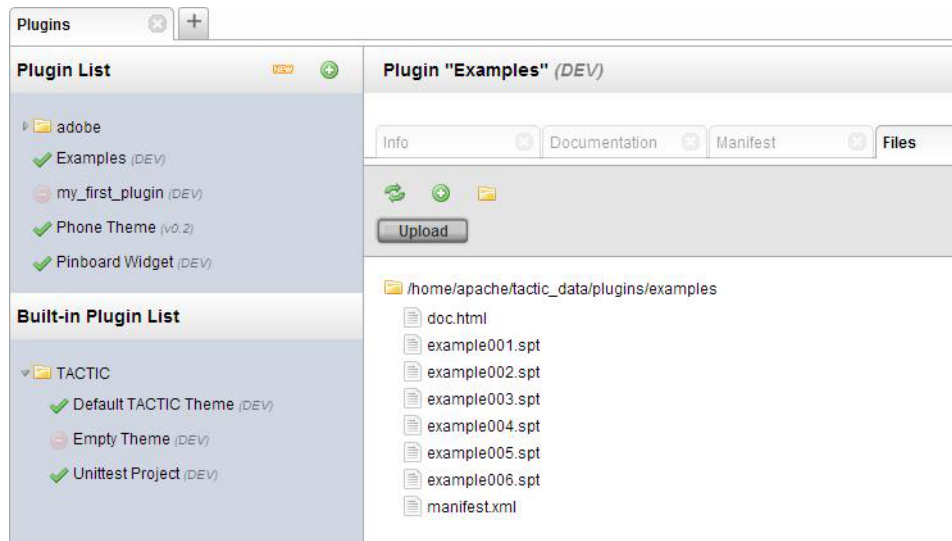 Plugins
+
Plugin List NEW
adobe
Examples (DEV)
my_first_plugin (DEV)
Phone Theme (v0.2)
Pinboard Widget (DEV)
Built-in Plugin List
TACTIC
Default TACTIC Theme (DEV)
Empty Theme (DEV)
Unittest Project (DEV)
Plugin "Examples" (DEV)
Info Documentation Manifest Files
Upload
/home/apache/tactic_data/plugins/examples
doc.html
example001.spt
example002.spt
example003.spt
example004.spt
example005.spt
example006.spt
manifest.xml